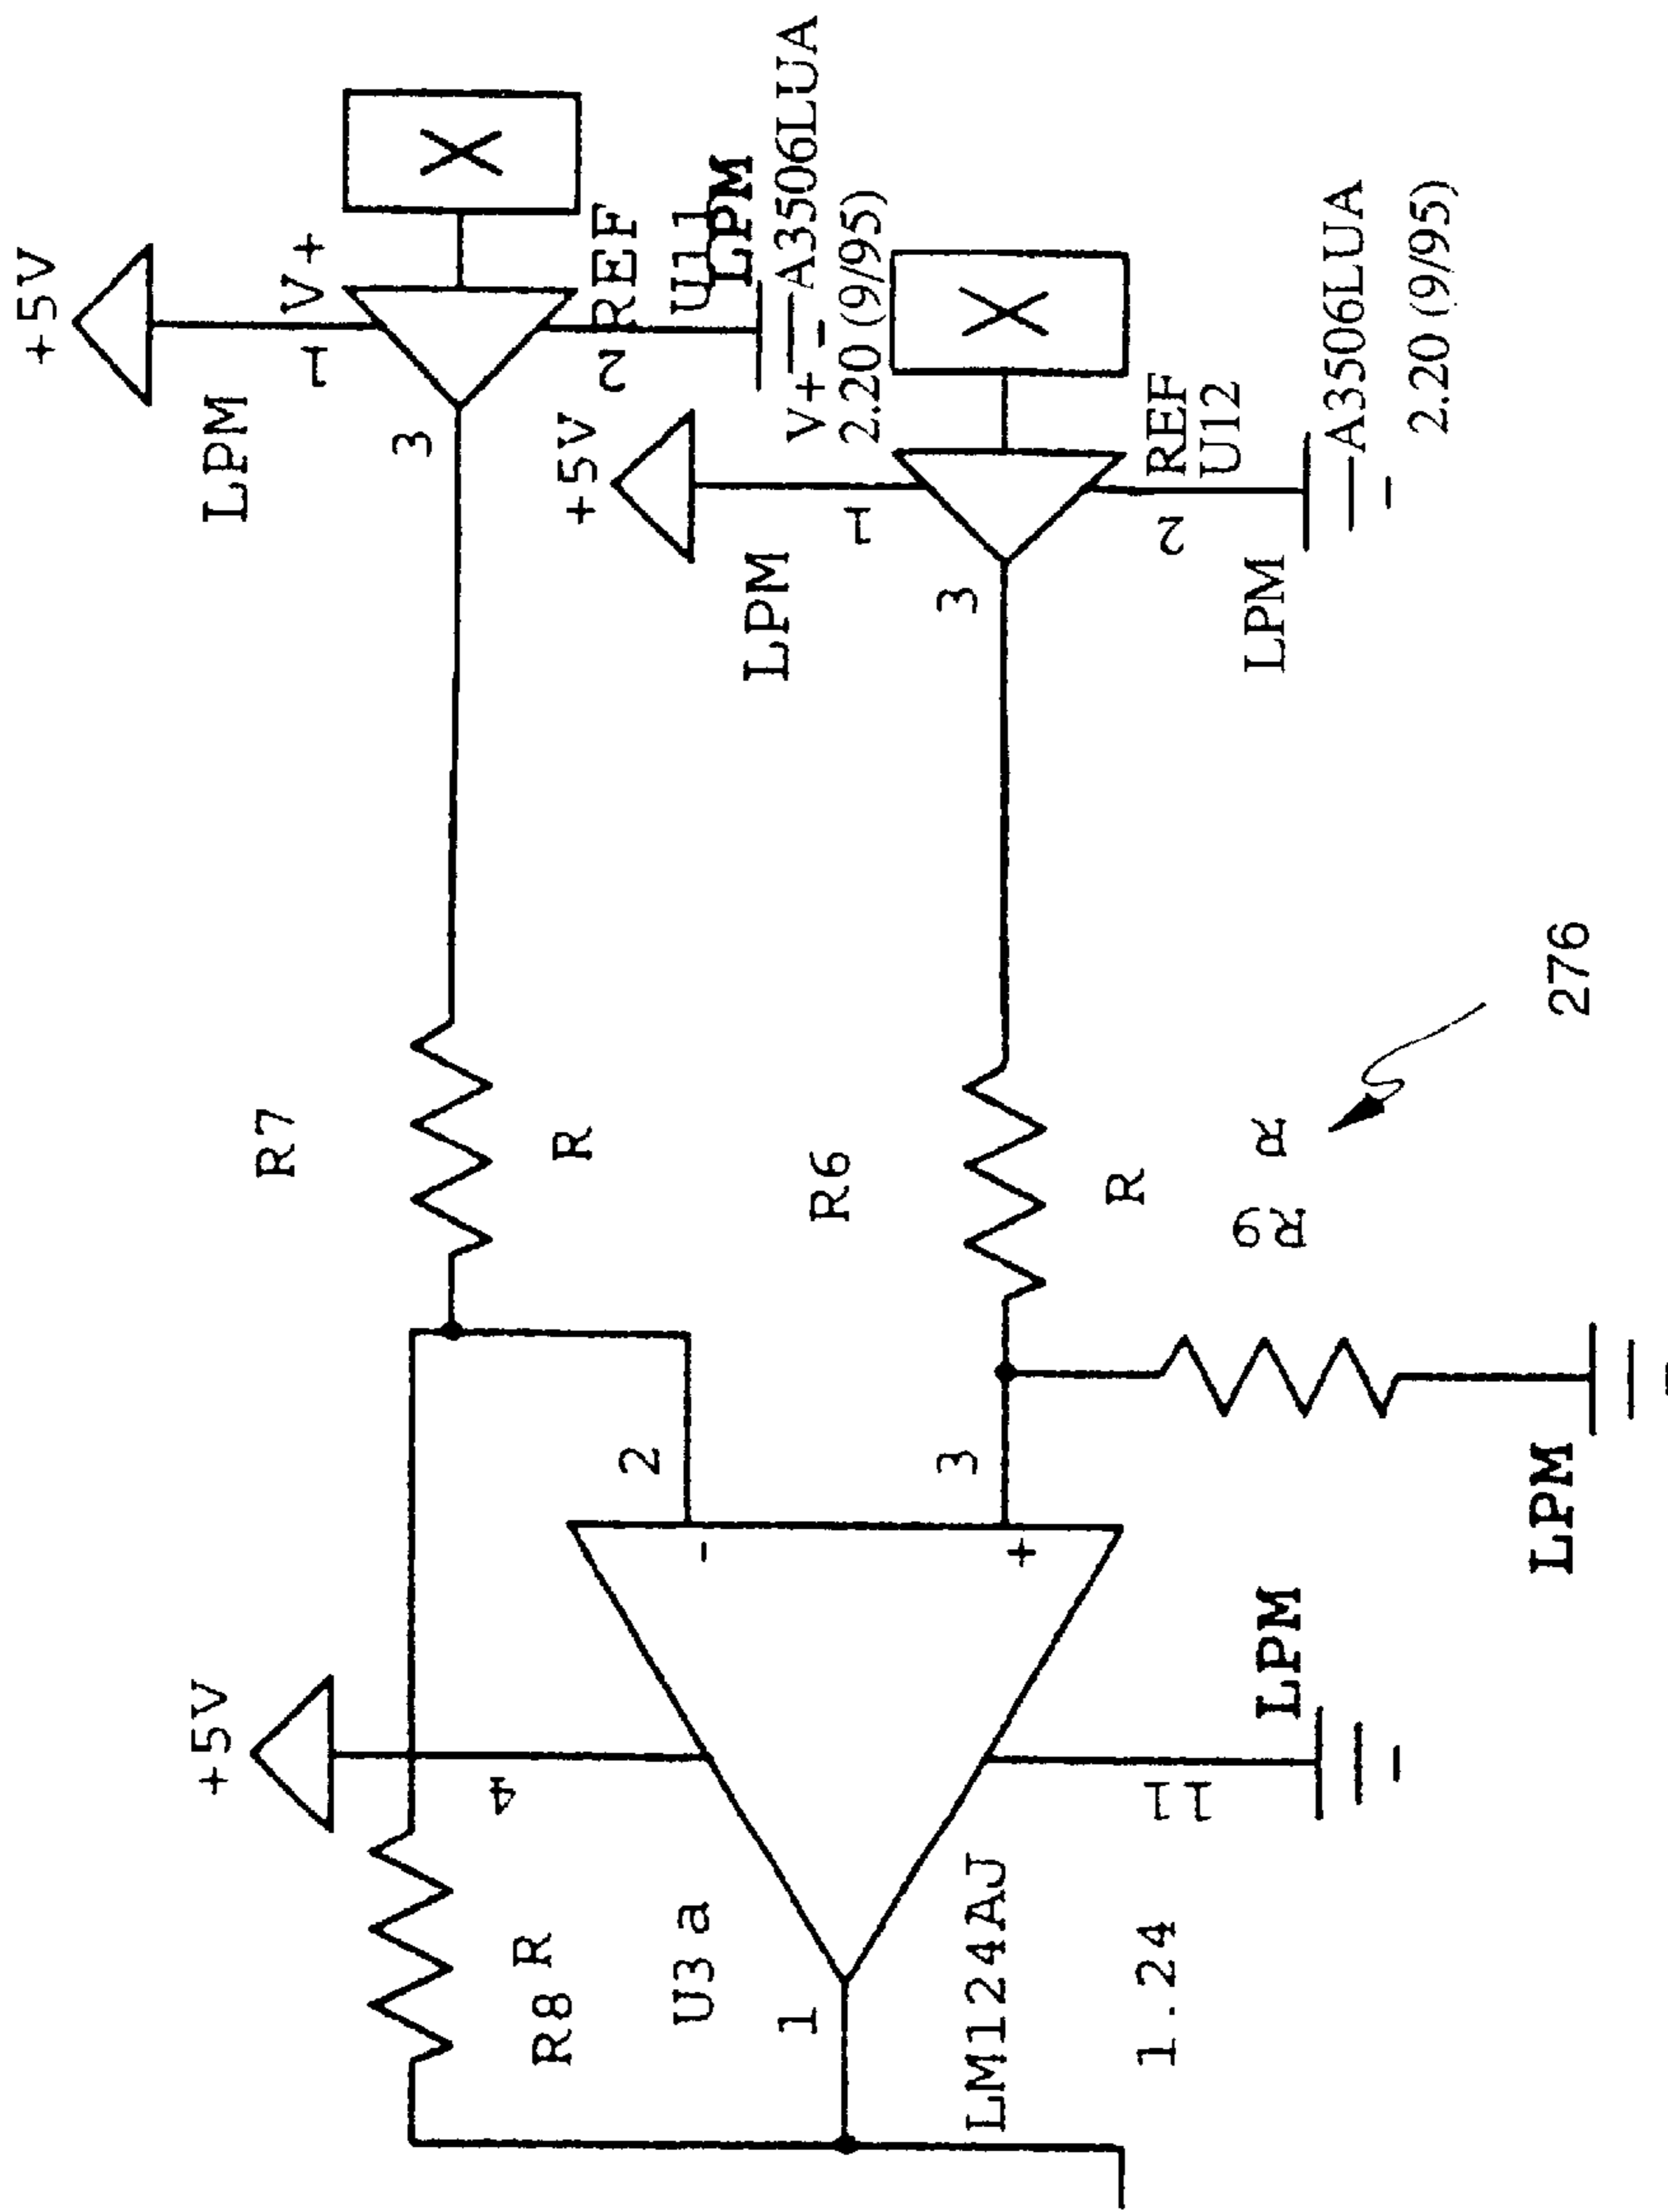 +5V
LPM
1
V+
3
REF
U11
2
LPM
A3506LUA
2.20 (9/95)
+5V
LPM
1
V+
3
REF
U12
2
LPM
A3506LUA
2.20 (9/95)
R7
R
R6
R
R9
R
276
LPM
2
3
-
+
+5V
4
11
LPM
R8
R
U3a
1
LM124AJ
1.24